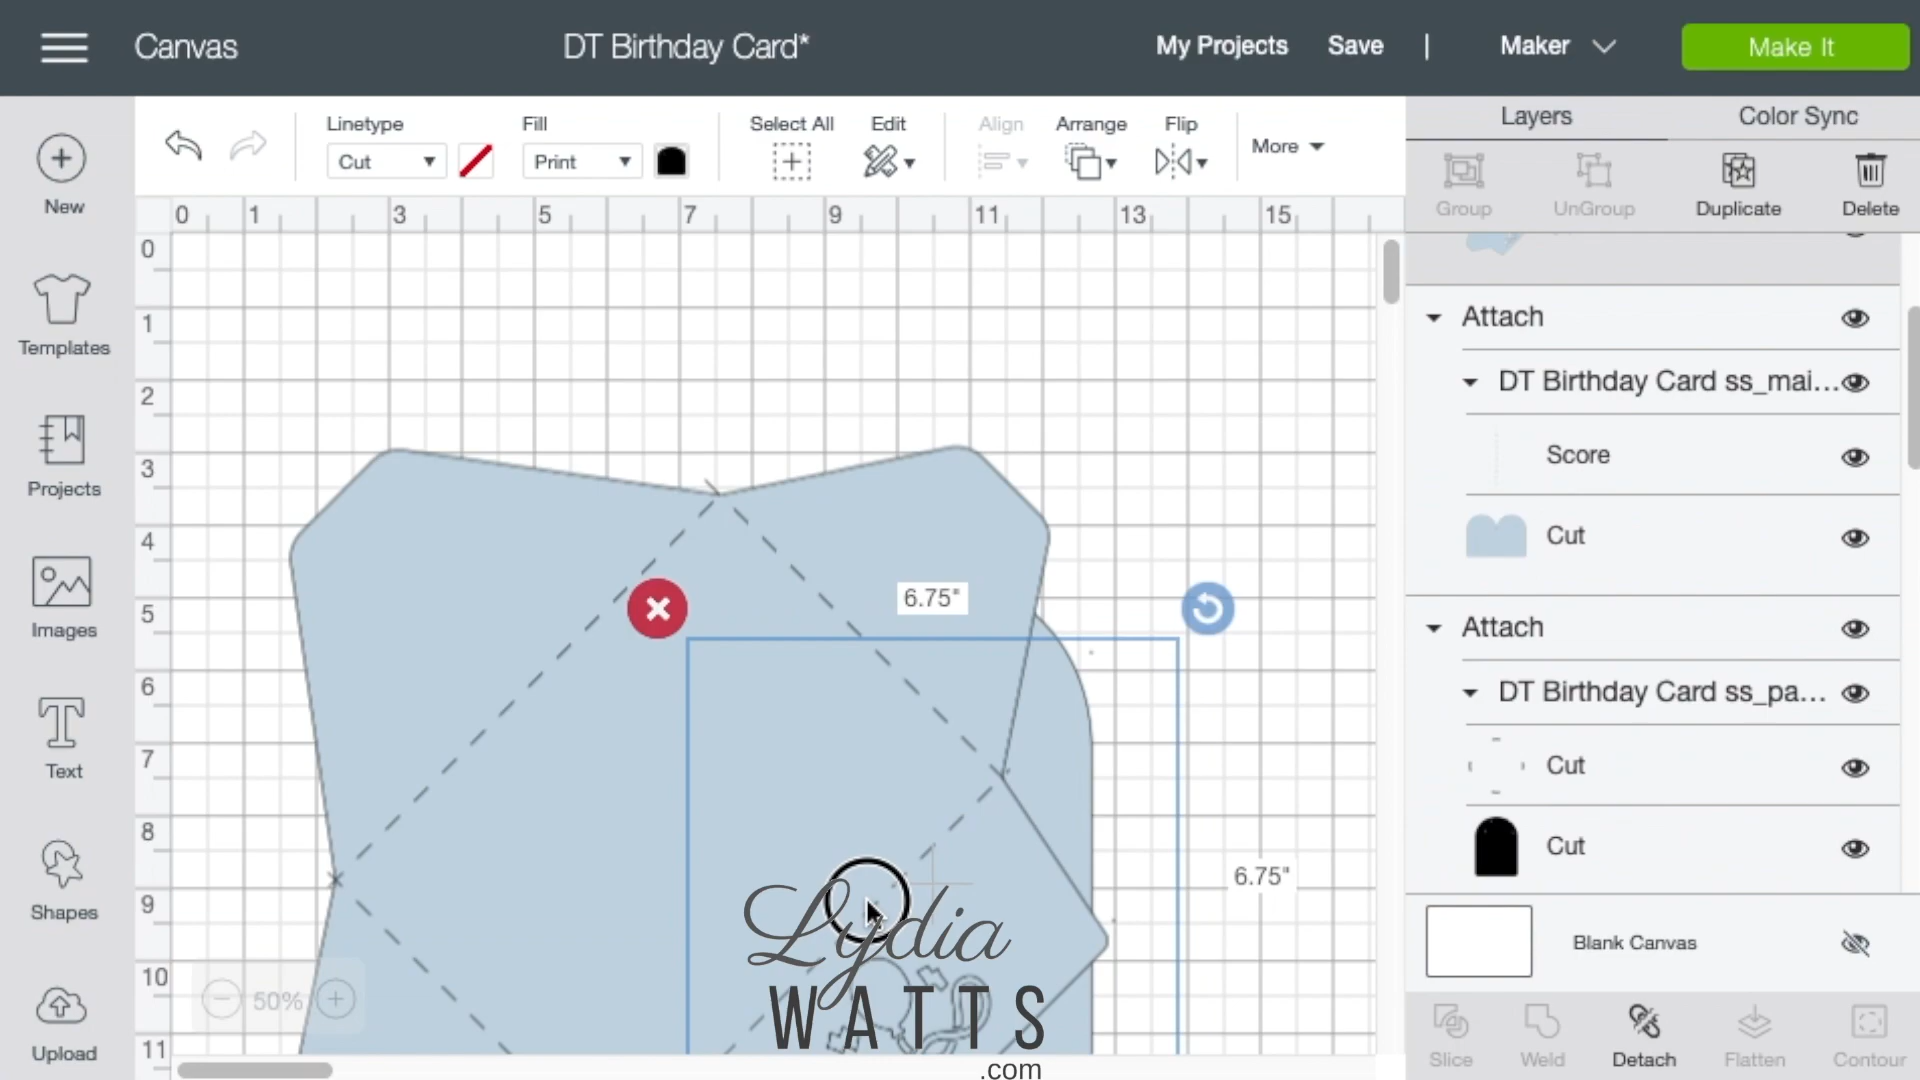 Canvas
DT Birthday Card*
My Projects
Save
|
Maker
Make It
New
Templates
Projects
Images
Text
Shapes
Upload
Linetype
Cut
Fill
Print
Select All
Edit
Align
Arrange
Flip
More
0 1 3 5 7 9 11 13 15
0
1
2
3
4
5
6
7
8
9
10
11
6.75"
6.75"
50%
Lydia
WATTS
.com
Layers
Color Sync
Group
UnGroup
Duplicate
Delete
Attach
DT Birthday Card ss_mai...
Score
Cut
Attach
DT Birthday Card ss_pa...
Cut
Cut
Blank Canvas
Slice
Weld
Detach
Flatten
Contour